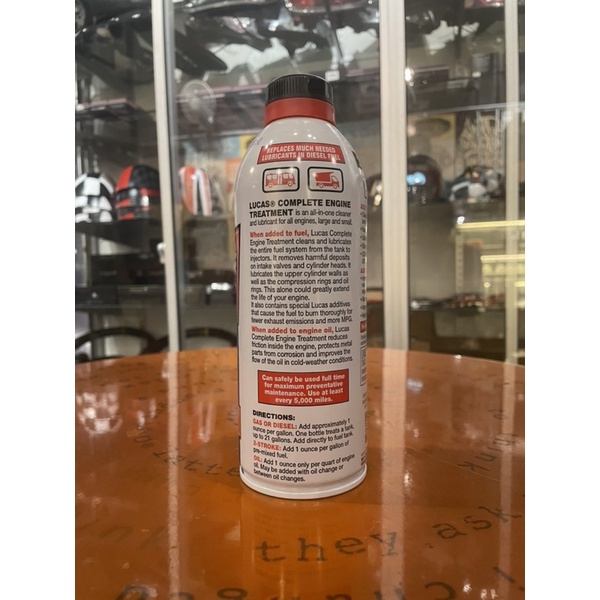 REPLACES MUCH NEEDED
LUBRICANTS IN DIESEL FUEL
LUCAS® COMPLETE ENGINE
TREATMENT is an all-in-one cleaner
and lubricant for all engines, large and small.
When added to fuel, Lucas Complete
Engine Treatment cleans and lubricates
the entire fuel system from the tank to
injectors. It removes harmful deposits
on intake valves and cylinder heads. It
lubricates the upper cylinder walls as
well as the compression rings and oil
rings. This alone could greatly extend
the life of your engine.
It also contains special Lucas additives
that cause the fuel to burn thoroughly for
fewer exhaust emissions and more MPG.
When added to engine oil, Lucas
Complete Engine Treatment reduces
friction inside the engine, protects metal
parts from corrosion and improves the
flow of the oil in cold-weather conditions.
Can safely be used full time
for maximum preventative
maintenance. Use at least
every 5,000 miles.
DIRECTIONS:
GAS OR DIESEL: Add approximately 1
ounce per gallon. One bottle treats a tank,
up to 21 gallons. Add directly to fuel tank.
2-STROKE: Add 1 ounce per gallon of
pre-mixed fuel.
OIL: Add 1 ounce only per quart of engine
oil. May be added with oil change or
between oil changes.
they ask